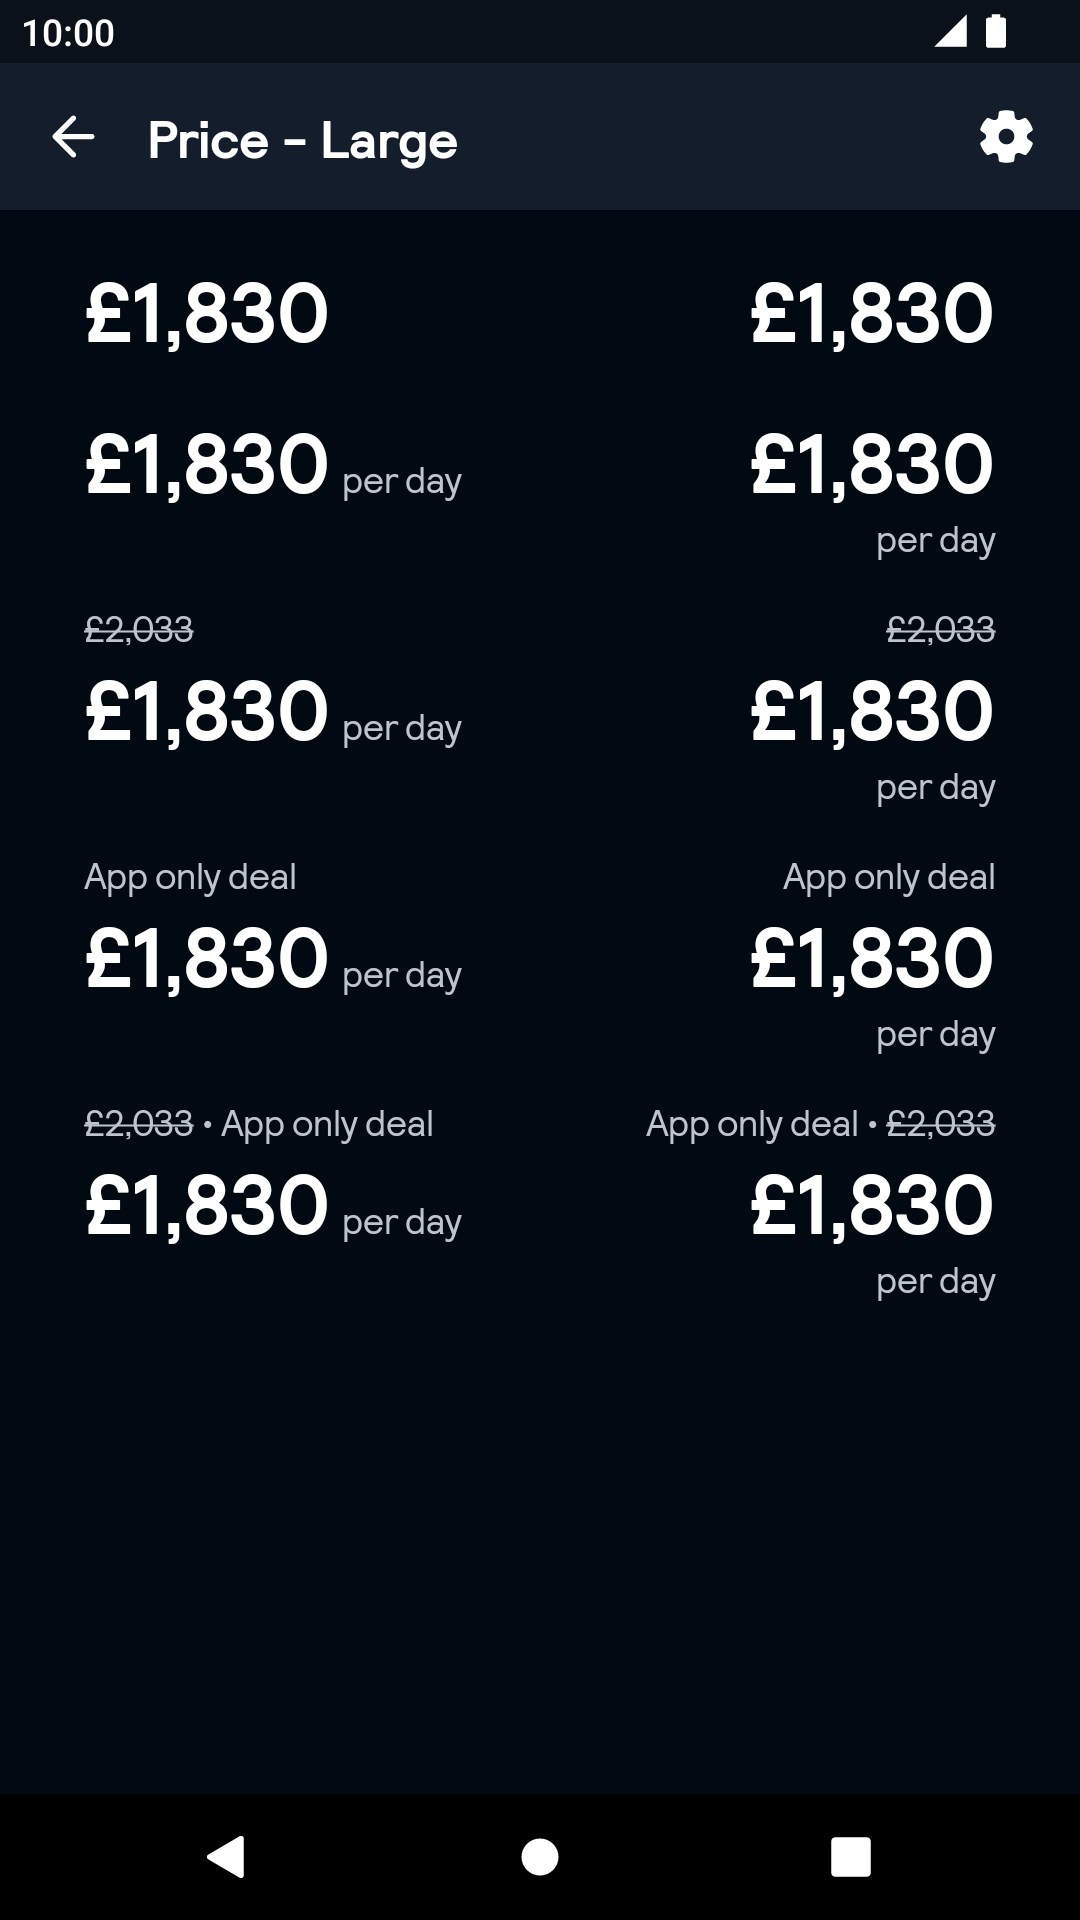 10:00
Price - Large
£1,830 £1,830
£1,830 per day £1,830
per day
£2,033 £2,033
£1,830 per day £1,830
per day
App only deal App only deal
£1,830 per day £1,830
per day
£2,033 • App only deal App only deal • £2,033
£1,830 per day £1,830
per day